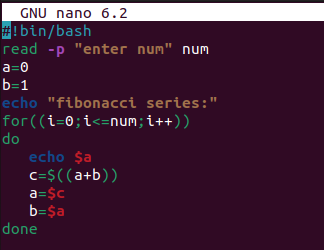 GNU nano 6.2
#!bin/bash
read -p "enter num" num
a=0
b=1
echo "fibonacci series:"
for((i=0;i<=num;i++))
do
   echo $a
   c=$((a+b))
   a=$c
   b=$a
done